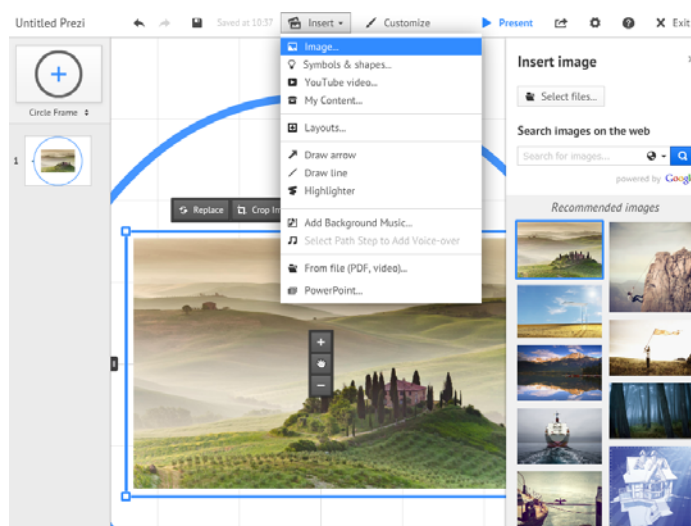 Untitled Prezi
Saved at 10:37
Insert
Customize
Present
Exit
Circle Frame
1
Replace
Crop
Image...
Symbols & shapes...
YouTube video...
My Content...
Layouts...
Draw arrow
Draw line
Highlighter
Add Background Music...
Select Path Step to Add Voice-over
From file (PDF, video)...
PowerPoint...
Insert image
Select files...
Search images on the web
Search for images...
powered by Google
Recommended images